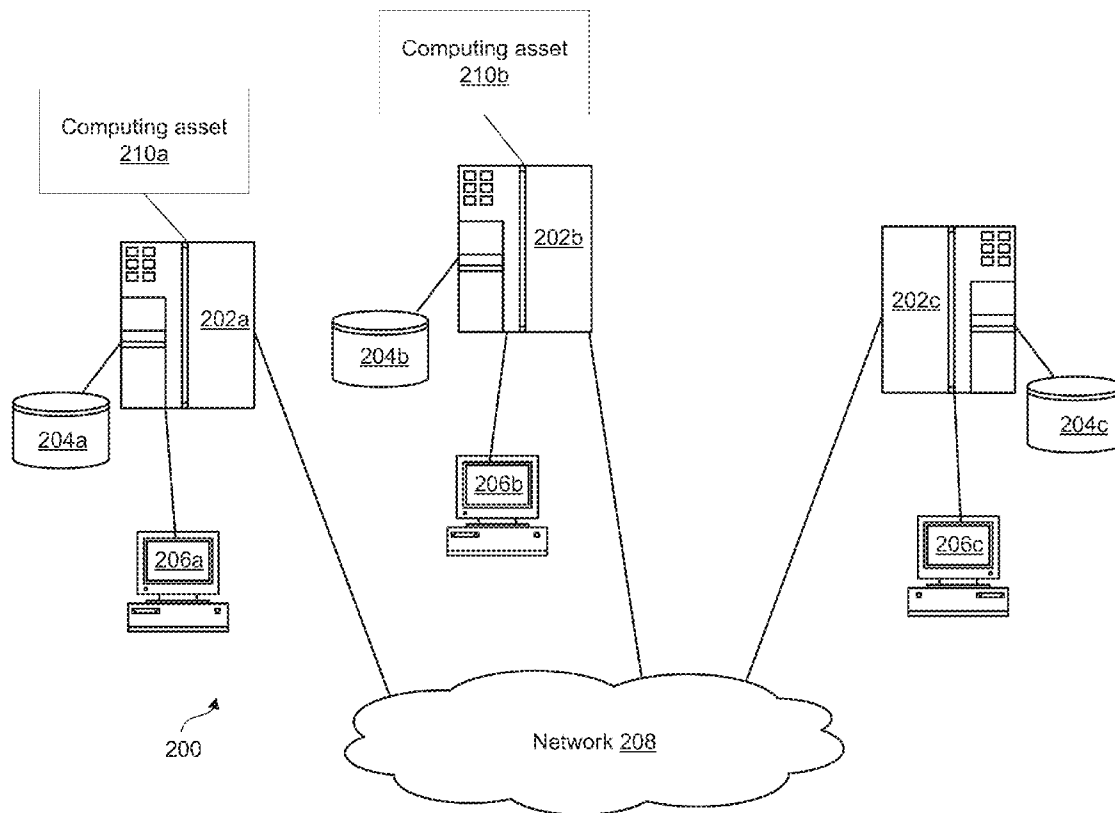 Computing asset
210b
Computing asset
210a
202b
202c
202a
204b
204c
204a
206b
206c
206a
200
Network 208